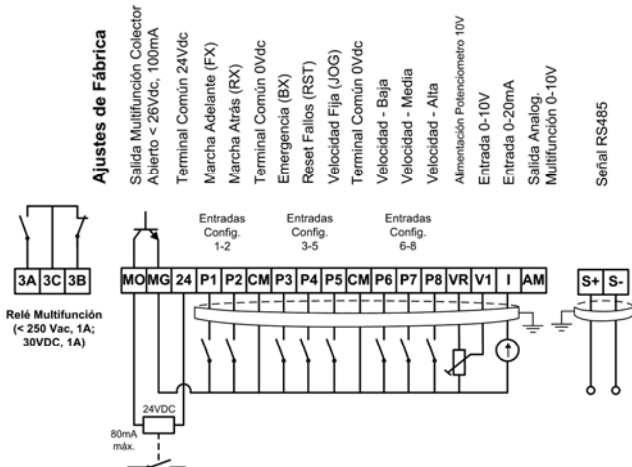 Ajustes de Fábrica
Salida Multifunción Colector
Abierto < 26Vdc, 100mA
Terminal Común 24Vdc
Marcha Adelante (FX)
Marcha Atrás (RX)
Terminal Común 0Vdc
Emergencia (BX)
Reset Fallos (RST)
Velocidad Fija (JOG)
Terminal Común 0Vdc
Velocidad - Baja
Velocidad - Media
Velocidad - Alta
Alimentación Potenciometro 10V
Entrada 0-10V
Entrada 0-20mA
Salida Analog.
Multifunción 0-10V
Señal RS485
Entradas
Config.
1-2
Entradas
Config.
3-5
Entradas
Config.
6-8
3A 3C 3B
MO MG 24 P1 P2 CM P3 P4 P5 CM P6 P7 P8 VR V1 I AM
S+ S-
Relé Multifunción
(< 250 Vac, 1A;
30VDC, 1A)
24VDC
80mA
máx.